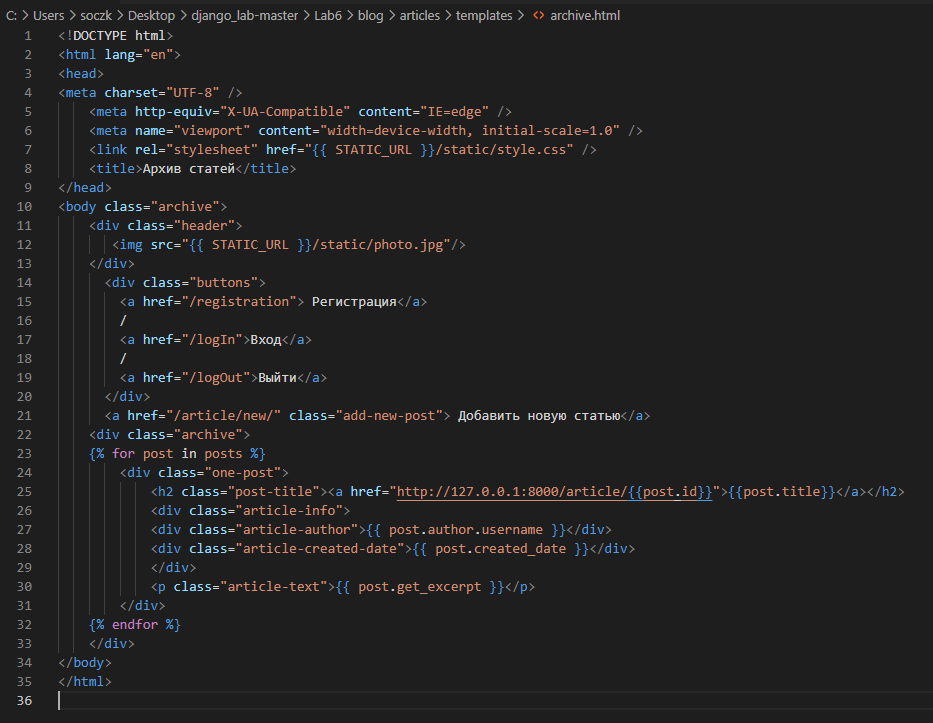 C: > Users > soczk > Desktop > django_lab-master > Lab6 > blog > articles > templates > <> archive.html
1 <!DOCTYPE html>
2 <html lang="en">
3 <head>
4 <meta charset="UTF-8" />
5     <meta http-equiv="X-UA-Compatible" content="IE=edge" />
6     <meta name="viewport" content="width=device-width, initial-scale=1.0" />
7     <link rel="stylesheet" href="{{ STATIC_URL }}/static/style.css" />
8     <title>Архив статей</title>
9 </head>
10 <body class="archive">
11     <div class="header">
12        <img src="{{ STATIC_URL }}/static/photo.jpg"/>
13     </div>
14       <div class="buttons">
15         <a href="/registration"> Регистрация</a>
16         /
17         <a href="/logIn">Вход</a>
18         /
19         <a href="/logOut">Выйти</a>
20       </div>
21       <a href="/article/new/" class="add-new-post"> Добавить новую статью</a>
22     <div class="archive">
23     {% for post in posts %}
24         <div class="one-post">
25             <h2 class="post-title"><a href="http://127.0.0.1:8000/article/{{post.id}}">{{post.title}}</a></h2>
26             <div class="article-info">
27             <div class="article-author">{{ post.author.username }}</div>
28             <div class="article-created-date">{{ post.created_date }}</div>
29             </div>
30             <p class="article-text">{{ post.get_excerpt }}</p>
31         </div>
32     {% endfor %}
33     </div>
34 </body>
35 </html>
36